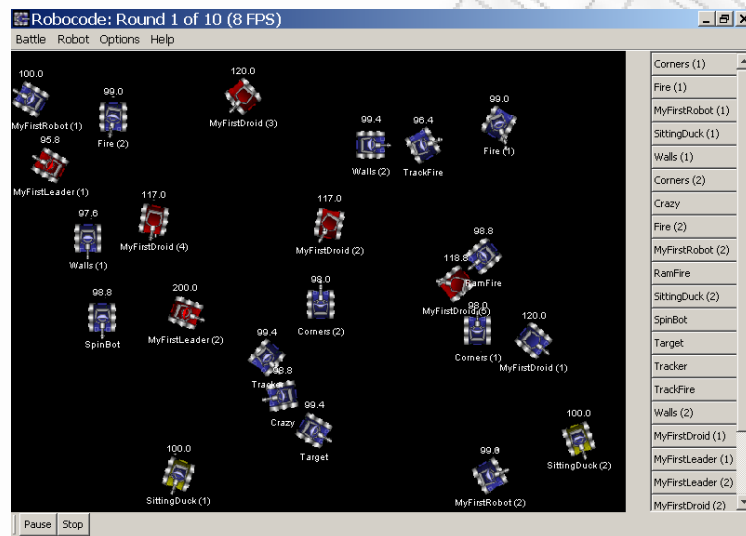 Robocode: Round 1 of 10 (8 FPS)
Battle Robot Options Help
100.0
MyFirstRobot (1)
99.0
Fire (2)
120.0
MyFirstDroid (3)
99.4
Walls (2)
96.4
TrackFire
99.0
Fire (1)
95.8
MyFirstLeader (1)
117.0
MyFirstDroid (4)
117.0
MyFirstDroid (2)
97.6
Walls (1)
98.8
RamFire
118.8
MyFirstDroid (5)
98.8
SpinBot
200.0
MyFirstLeader (2)
98.0
Corners (2)
98.0
Corners (1)
120.0
MyFirstDroid (1)
99.4
Tracker
98.8
Crazy
99.4
Target
100.0
SittingDuck (1)
99.8
MyFirstRobot (2)
100.0
SittingDuck (2)
Corners (1)
Fire (1)
MyFirstRobot (1)
SittingDuck (1)
Walls (1)
Corners (2)
Crazy
Fire (2)
MyFirstRobot (2)
RamFire
SittingDuck (2)
SpinBot
Target
Tracker
TrackFire
Walls (2)
MyFirstDroid (1)
MyFirstLeader (1)
MyFirstLeader (2)
MyFirstDroid (2)
Pause Stop